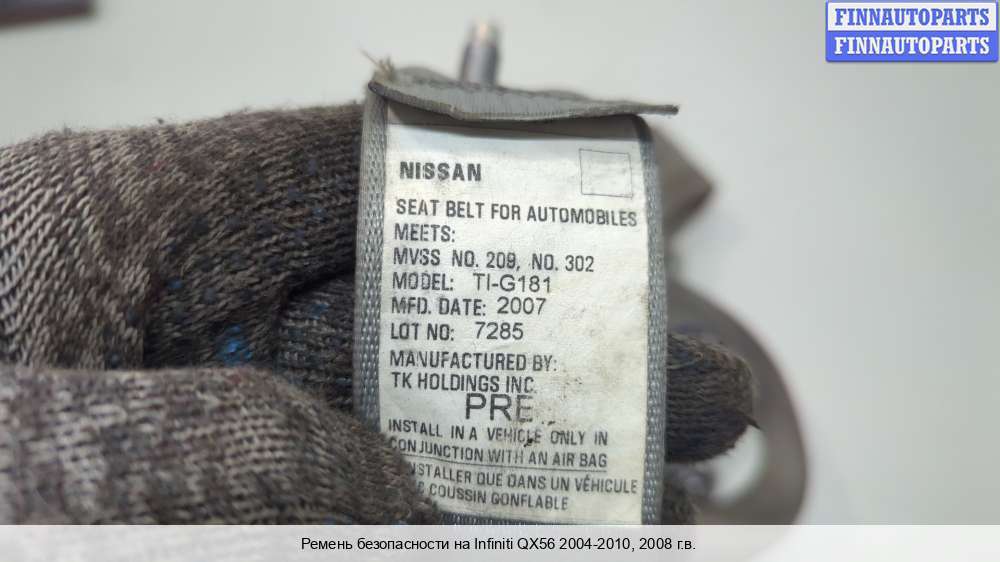 FINNAUTOPARTS
FINNAUTOPARTS
NISSAN
SEAT BELT FOR AUTOMOBILES
MEETS:
MVSS NO. 209, NO. 302
MODEL: TI-G181
MFD. DATE: 2007
LOT NO: 7285
MANUFACTURED BY:
TK HOLDINGS INC.
PRE
INSTALL IN A VEHICLE ONLY IN
CONJUNCTION WITH AN AIR BAG
INSTALLER QUE DANS UN VÉHICULE
COUSSIN GONFLABLE
Ремень безопасности на Infiniti QX56 2004-2010, 2008 г.в.